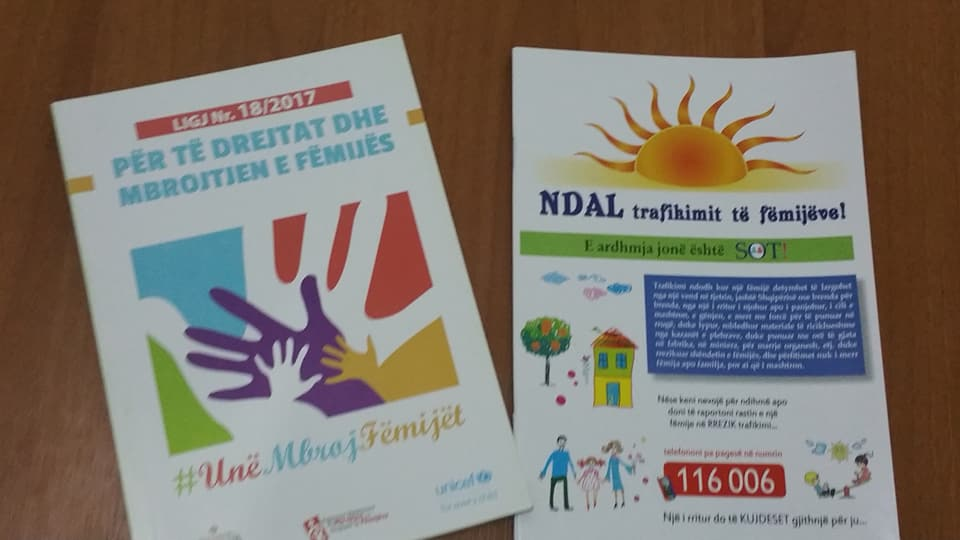 LIGJ Nr. 18/2017
PËR TË DREJTAT DHE
MBROJTJEN E FËMIJËS
#UnëMbrojFëmijët
unicef
for every child
NDAL trafikimit të fëmijëve!
E ardhmja jonë është SOT!
Trafikimi ndodh kur një fëmijë detyrohet të largohet
nga një vend në tjetrin, jashtë Shqipërisë ose brenda për
brenda, nga një i rritur i njohur apo i panjohur, i cili e
mashtron, e gënjen, e merr me forcë për të punuar në
rrugë, duke lypur, mbledhur materiale të riciklueshme
nga kazanët e plehrave, duke punuar me orë të gjata
në fabrika, në miniera, për marrje organesh, etj. duke
rrezikuar shëndetin e fëmijës, dhe përfitimet nuk i merr
fëmija apo familja, por ai që i mashtron.
Nëse keni nevojë për ndihmë apo
doni të raportoni rastin e një
fëmije në RREZIK trafikimi...
telefononi pa pagesë në numrin
116 006
Një i rritur do të KUJDESET gjithnjë për ju...